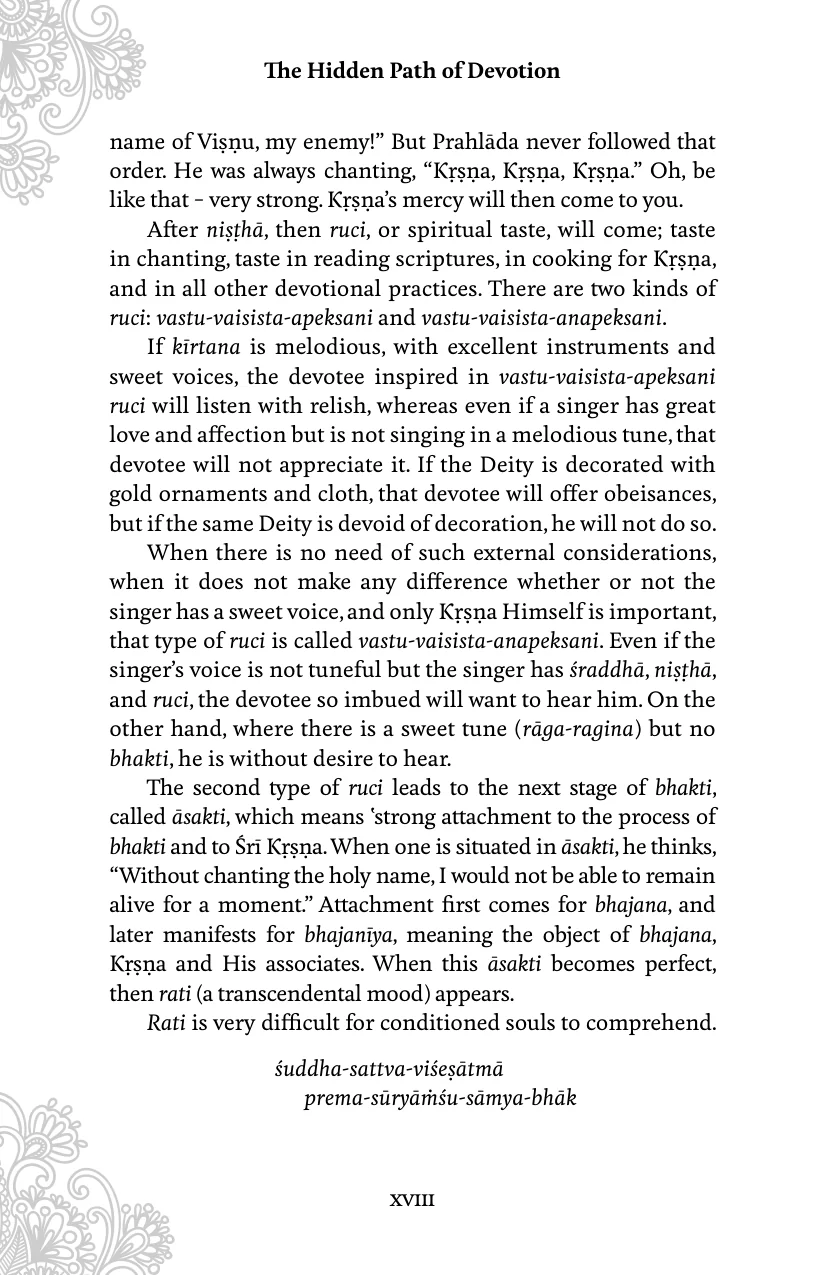 The Hidden Path of Devotion
name of Viṣṇu, my enemy!” But Prahlāda never followed that
order. He was always chanting, “Kṛṣṇa, Kṛṣṇa, Kṛṣṇa.” Oh, be
like that – very strong. Kṛṣṇa’s mercy will then come to you.
After niṣṭhā, then ruci, or spiritual taste, will come; taste
in chanting, taste in reading scriptures, in cooking for Kṛṣṇa,
and in all other devotional practices. There are two kinds of
ruci: vastu-vaisista-apeksani and vastu-vaisista-anapeksani.
If kīrtana is melodious, with excellent instruments and
sweet voices, the devotee inspired in vastu-vaisista-apeksani
ruci will listen with relish, whereas even if a singer has great
love and affection but is not singing in a melodious tune, that
devotee will not appreciate it. If the Deity is decorated with
gold ornaments and cloth, that devotee will offer obeisances,
but if the same Deity is devoid of decoration, he will not do so.
When there is no need of such external considerations,
when it does not make any difference whether or not the
singer has a sweet voice, and only Kṛṣṇa Himself is important,
that type of ruci is called vastu-vaisista-anapeksani. Even if the
singer’s voice is not tuneful but the singer has śraddhā, niṣṭhā,
and ruci, the devotee so imbued will want to hear him. On the
other hand, where there is a sweet tune (rāga-ragina) but no
bhakti, he is without desire to hear.
The second type of ruci leads to the next stage of bhakti,
called āsakti, which means ‛strong attachment to the process of
bhakti and to Śrī Kṛṣṇa. When one is situated in āsakti, he thinks,
“Without chanting the holy name, I would not be able to remain
alive for a moment.” Attachment first comes for bhajana, and
later manifests for bhajanīya, meaning the object of bhajana,
Kṛṣṇa and His associates. When this āsakti becomes perfect,
then rati (a transcendental mood) appears.
Rati is very difficult for conditioned souls to comprehend.
śuddha-sattva-viśeṣātmā
prema-sūryāṁśu-sāmya-bhāk
XVIII